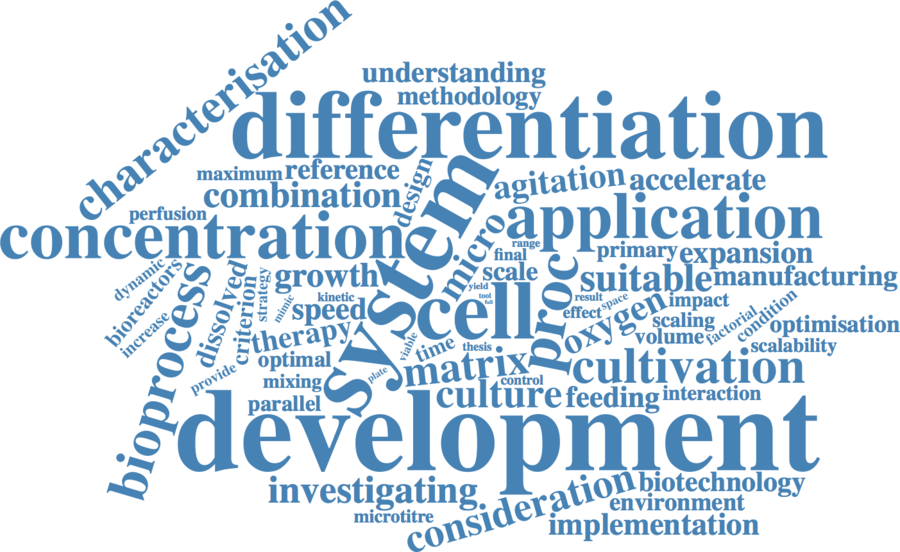 characterisation
understanding
methodology
differentiation
maximum
reference
combination
design
agitation
accelerate
perfusion
concentration
system
micro
application
range
final
primary
expansion
dynamic
bioreactors
increase
bioprocess
dissolved
criterion
strategy
growth
mimic
kinetic
speed
scale
yield
tool
full
cell
proc
suitable
manufacturing
result
space
effect
oxygen
impact
scaling
volume
factorial
condition
optimisation
scalability
therapy
optimal
provide
mixing
parallel
viable
time
thesis
plate
matrix
control
cultivation
culture
feeding
interaction
development
investigating
microtitre
consideration
biotechnology
environment
implementation